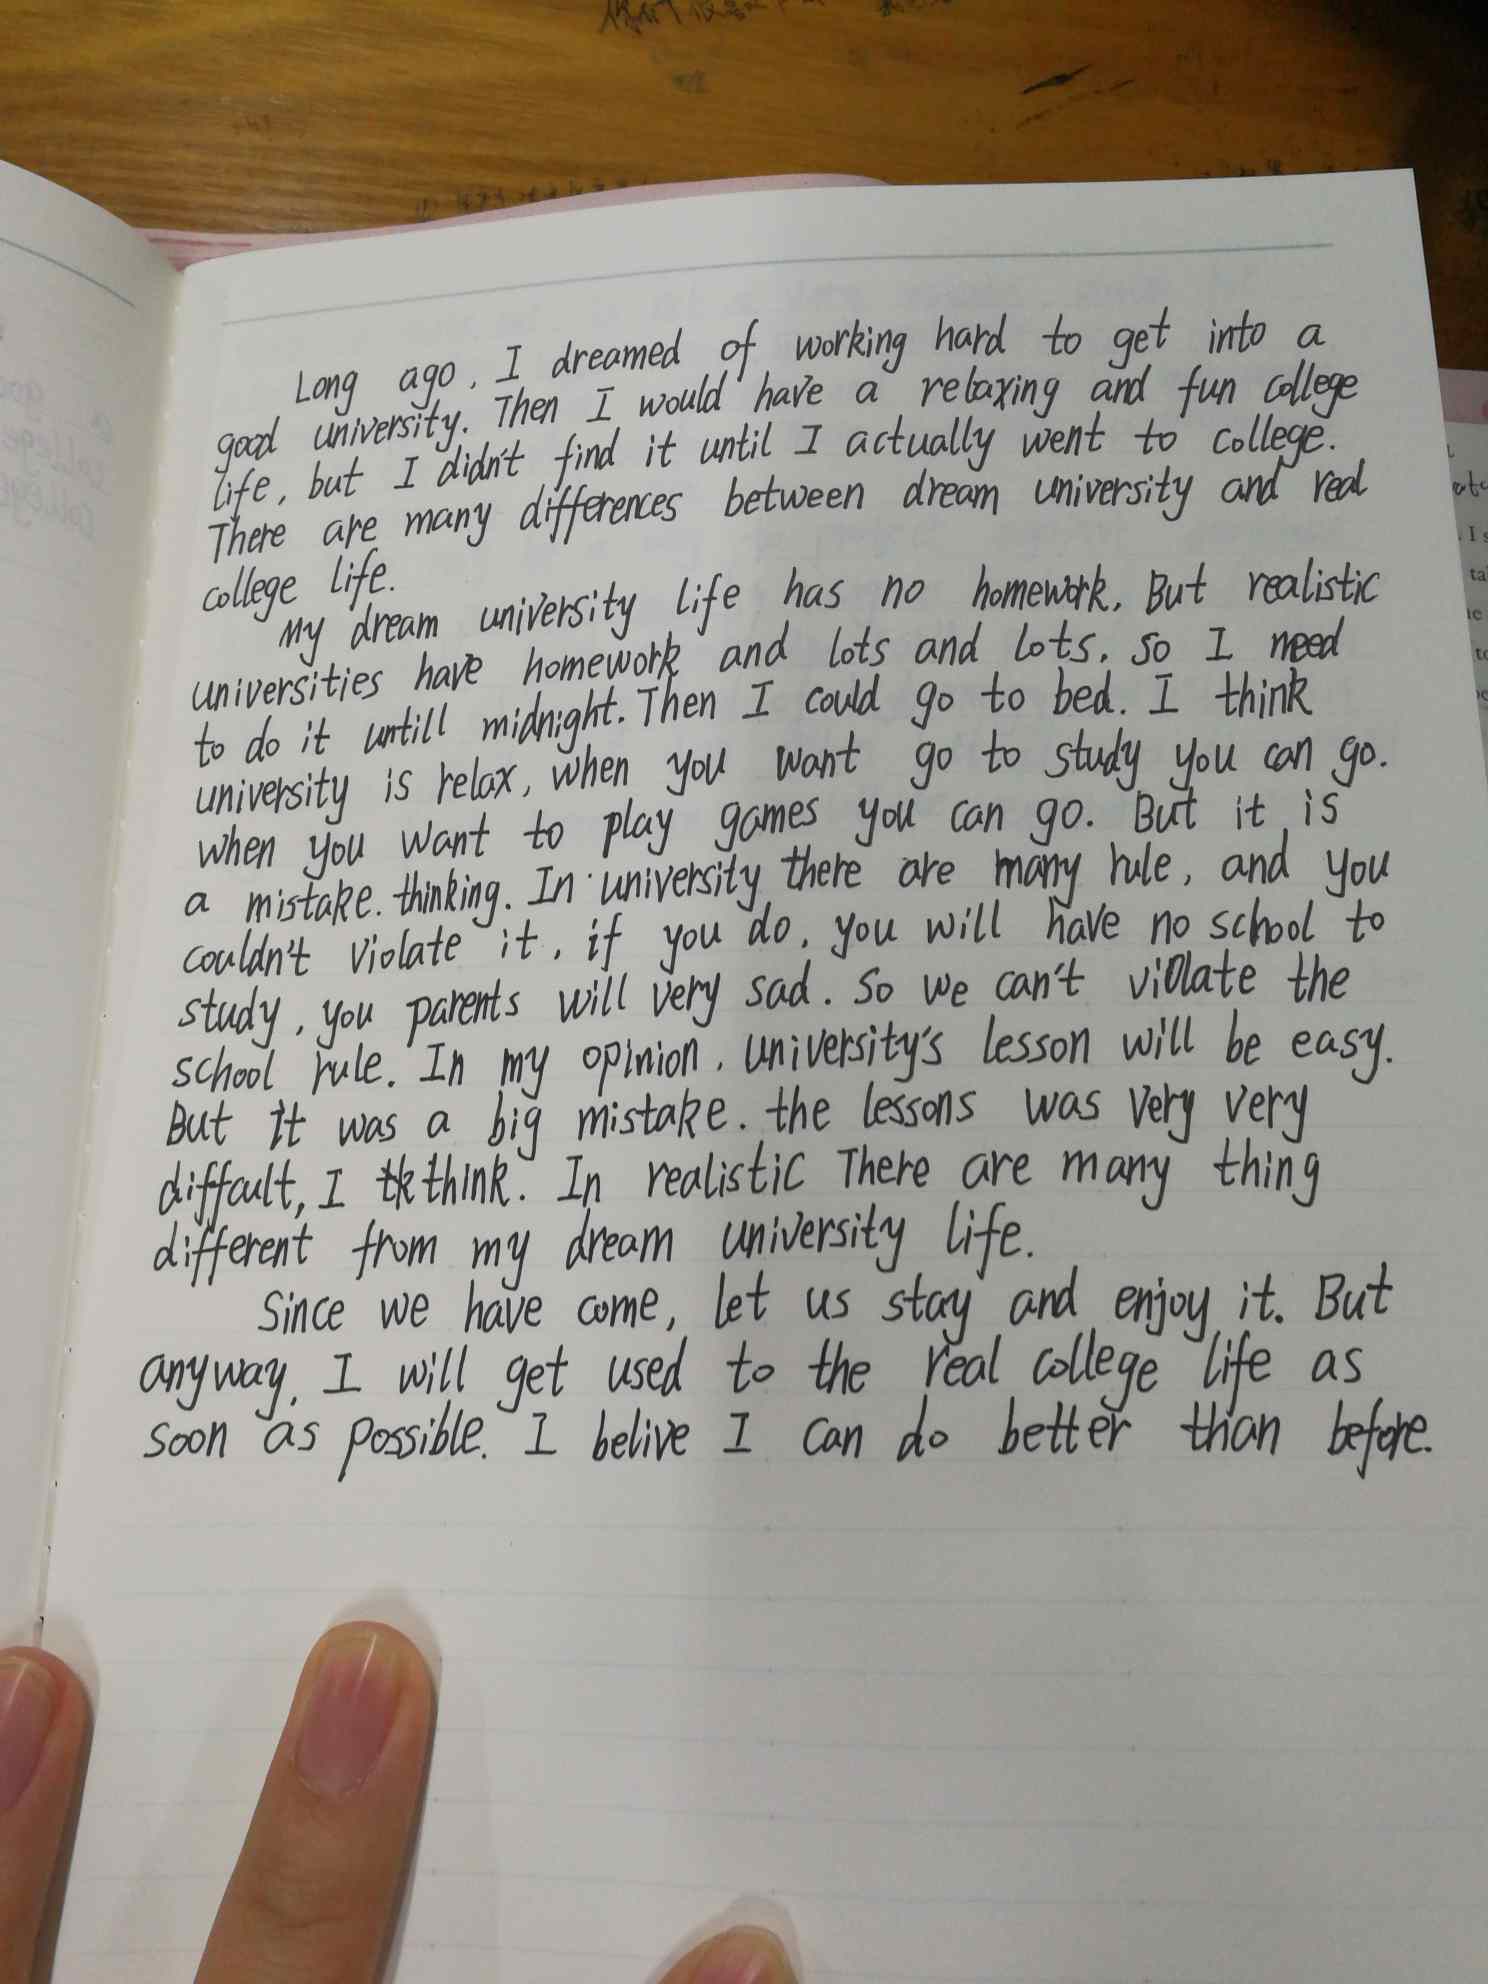 Long ago, I dreamed of working hard to get into a
good university. Then I would have a relaxing and fun college
life, but I didn't find it until I actually went to college.
There are many differences between dream university and real
college life.
My dream university life has no homework. But realistic
universities have homework and lots and lots. So I need
to do it untill midnight. Then I could go to bed. I think
university is relax, when you want go to study you can go.
when you want to play games you can go. But it is
a mistake. thinking. In university there are many rule, and you
couldn't violate it, if you do, you will have no school to
study, you parents will very sad. So we can't violate the
school rule. In my opinion, university's lesson will be easy.
But it was a big mistake. the lessons was very very
diffcult, I tk think. In realistic There are many thing
different from my dream university life.
Since we have come, let us stay and enjoy it. But
anyway, I will get used to the real college life as
soon as possible. I belive I can do better than before.